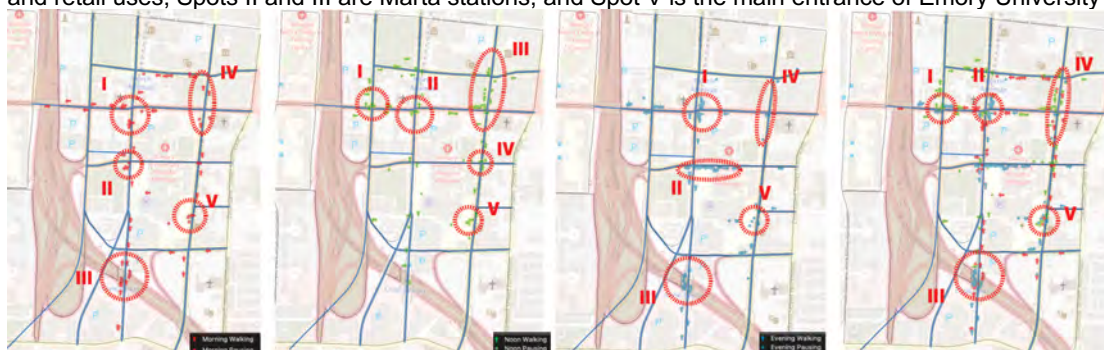 and retail uses, Spots II and III are Marta stations, and Spot V is the main entrance of Emory University
I
IV
II
V
III
Morning Walking
I
II
III
IV
V
Noon Walking
I
IV
II
V
III
Evening Walking
Evening Pausing
I
II
IV
V
III